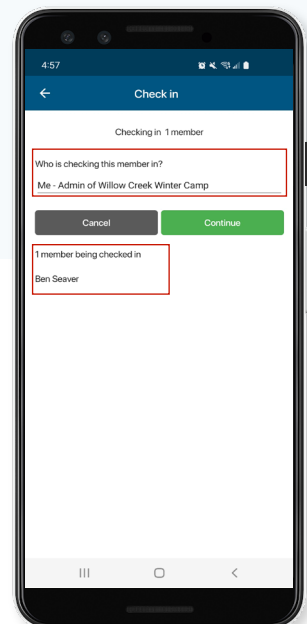 4:57
Check in
Checking in 1 member
Who is checking this member in?
Me - Admin of Willow Creek Winter Camp
Cancel
Continue
1 member being checked in
Ben Seaver